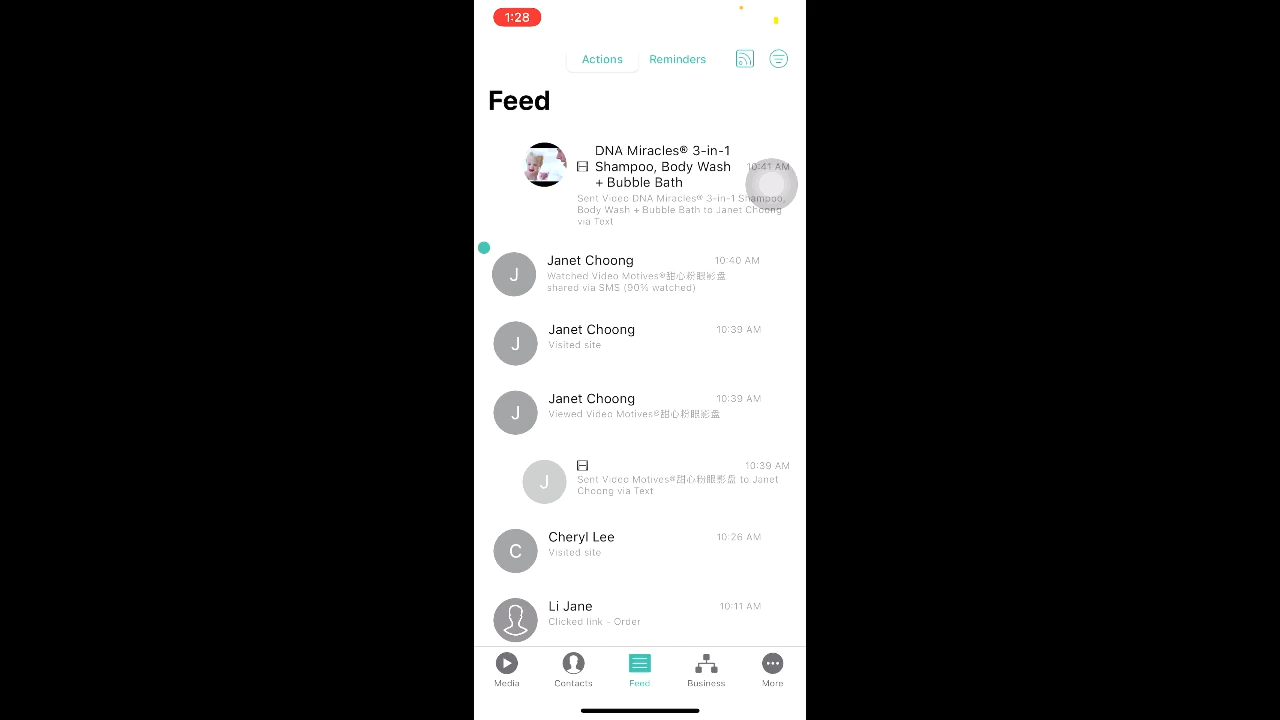 1:28
Actions
Reminders
Feed
DNA Miracles® 3-in-1
Shampoo, Body Wash
+ Bubble Bath
10:41 AM
Sent Video DNA Miracles® 3-in-1 Shampoo,
Body Wash + Bubble Bath to Janet Choong
via Text
J
Janet Choong
10:40 AM
Watched Video Motives®甜心粉眼影盘
shared via SMS (90% watched)
J
Janet Choong
10:39 AM
Visited site
J
Janet Choong
10:39 AM
Viewed Video Motives®甜心粉眼影盘
J
10:39 AM
Sent Video Motives®甜心粉眼影盘 to Janet
Choong via Text
C
Cheryl Lee
10:26 AM
Visited site
Li Jane
10:11 AM
Clicked link - Order
Media
Contacts
Feed
Business
More